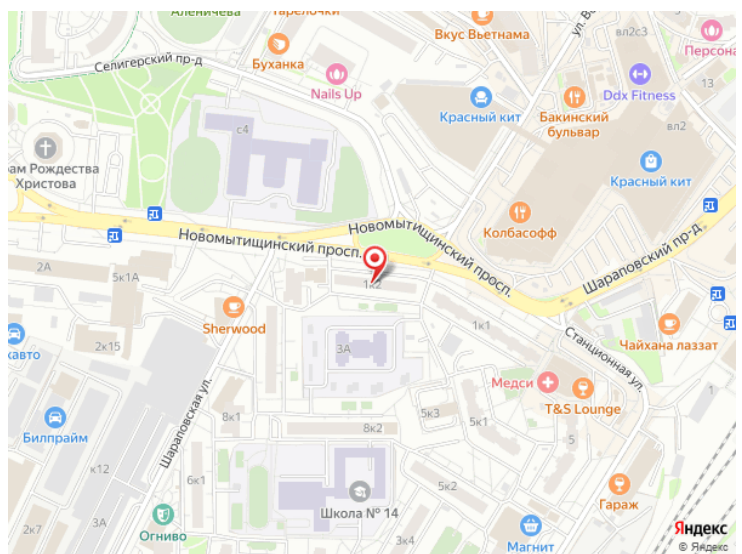 Аленичева
Тарелочки
Вкус Вьетнама
вл2с3
Персона
Селигерский пр-д
Буханка
Nails Up
Красный кит
Бакинский
бульвар
Ddx Fitness
13
вл2
с4
Храм Рождества
Христова
Красный кит
Колбасофф
Новомытищинский просп.
Новомытищинский просп.
Шараповский пр-д
2А
5к1А
1к2
Sherwood
2к15
3А
1к1
Станционная ул.
Чайхана лаззат
1
Медси
T&S Lounge
Билпрайм
Шараповская ул.
8к1
8к2
5к3
5к1
5
к12
6к1
5к2
Школа № 14
Гараж
3А
2к7
Огниво
Магнит
Яндекс
© Яндекс